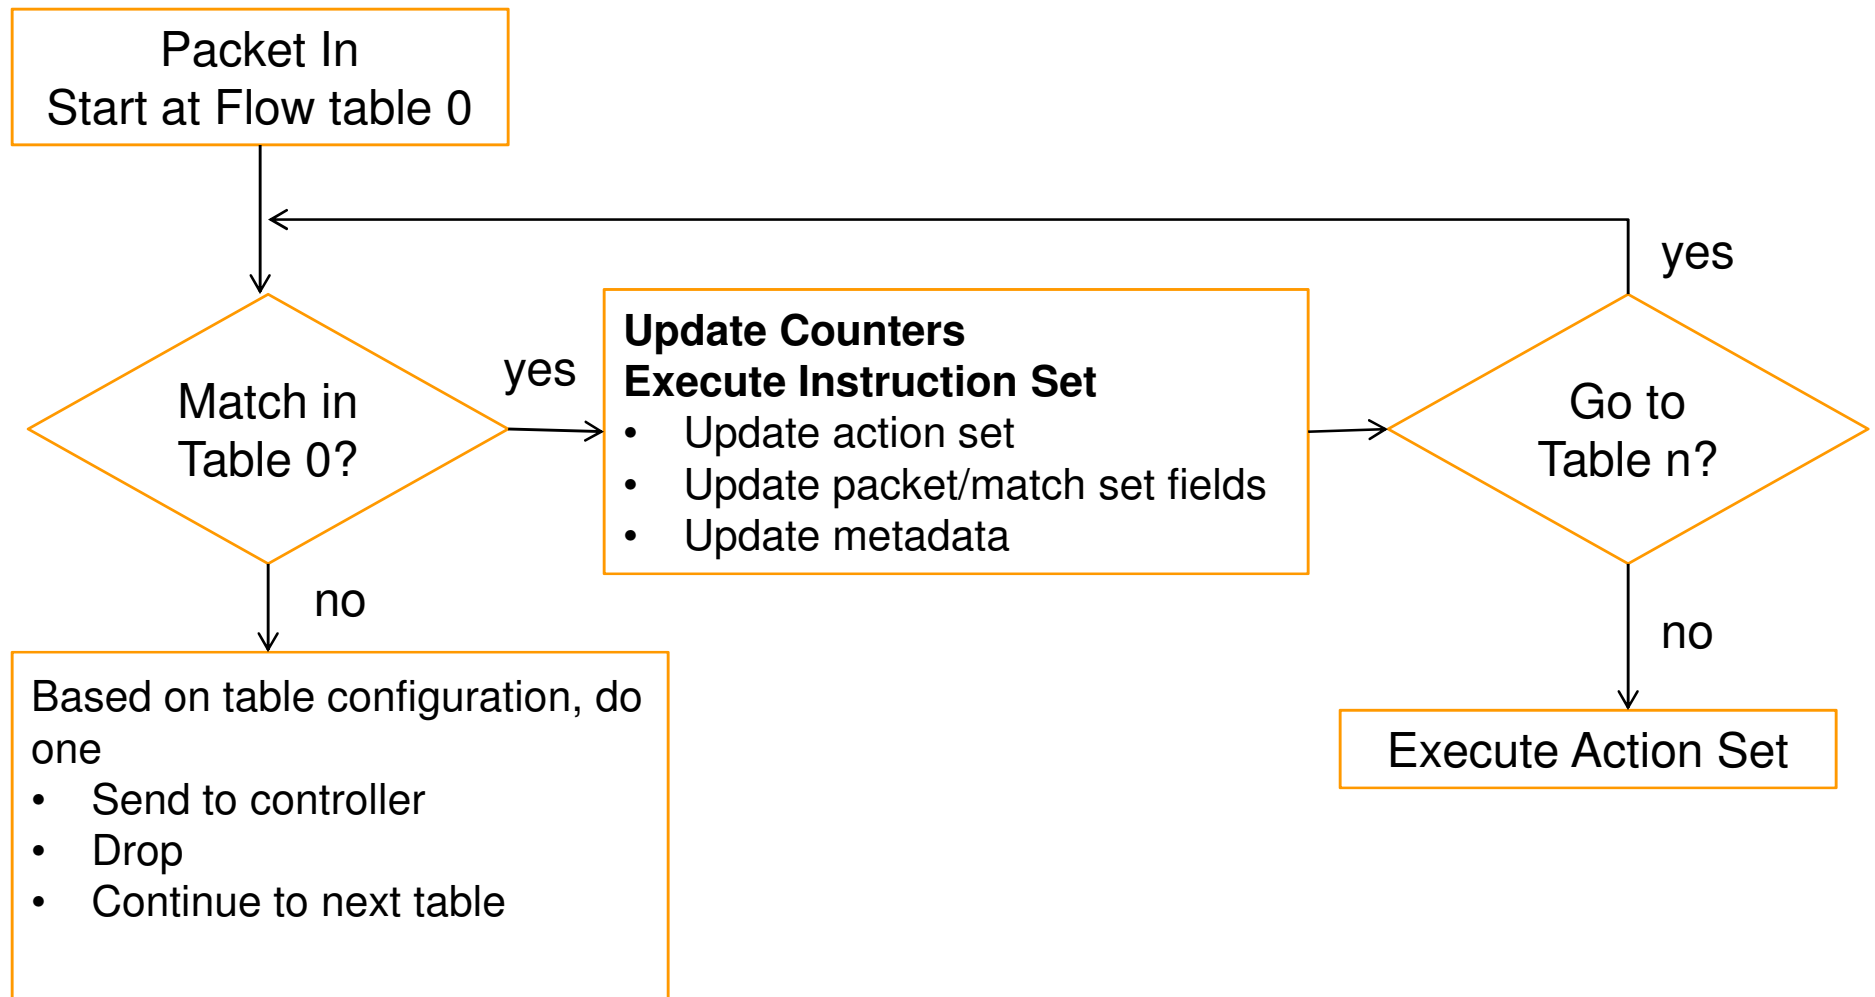 Packet In
Start at Flow table 0
yes
Match in
Table 0?
yes
Update Counters
Execute Instruction Set
• Update action set
• Update packet/match set fields
• Update metadata
Go to
Table n?
no
no
Based on table configuration, do
one
• Send to controller
• Drop
• Continue to next table
Execute Action Set